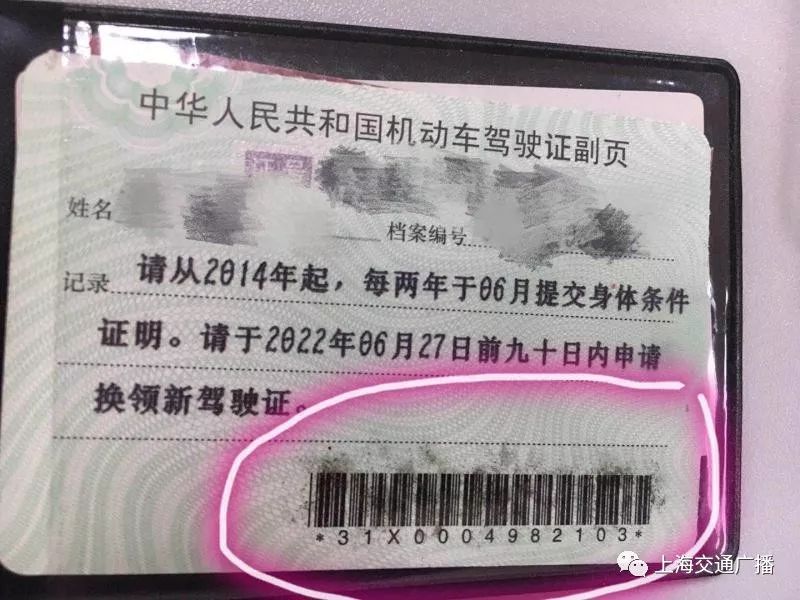 中华人民共和国机动车驾驶证副页
姓名
档案编号
记录 请从2014年起，每两年于06月提交身体条件
证明。请于2022年06月27日前九十日内申请
换领新驾驶证。
*31X0004982103*
上海交通广播